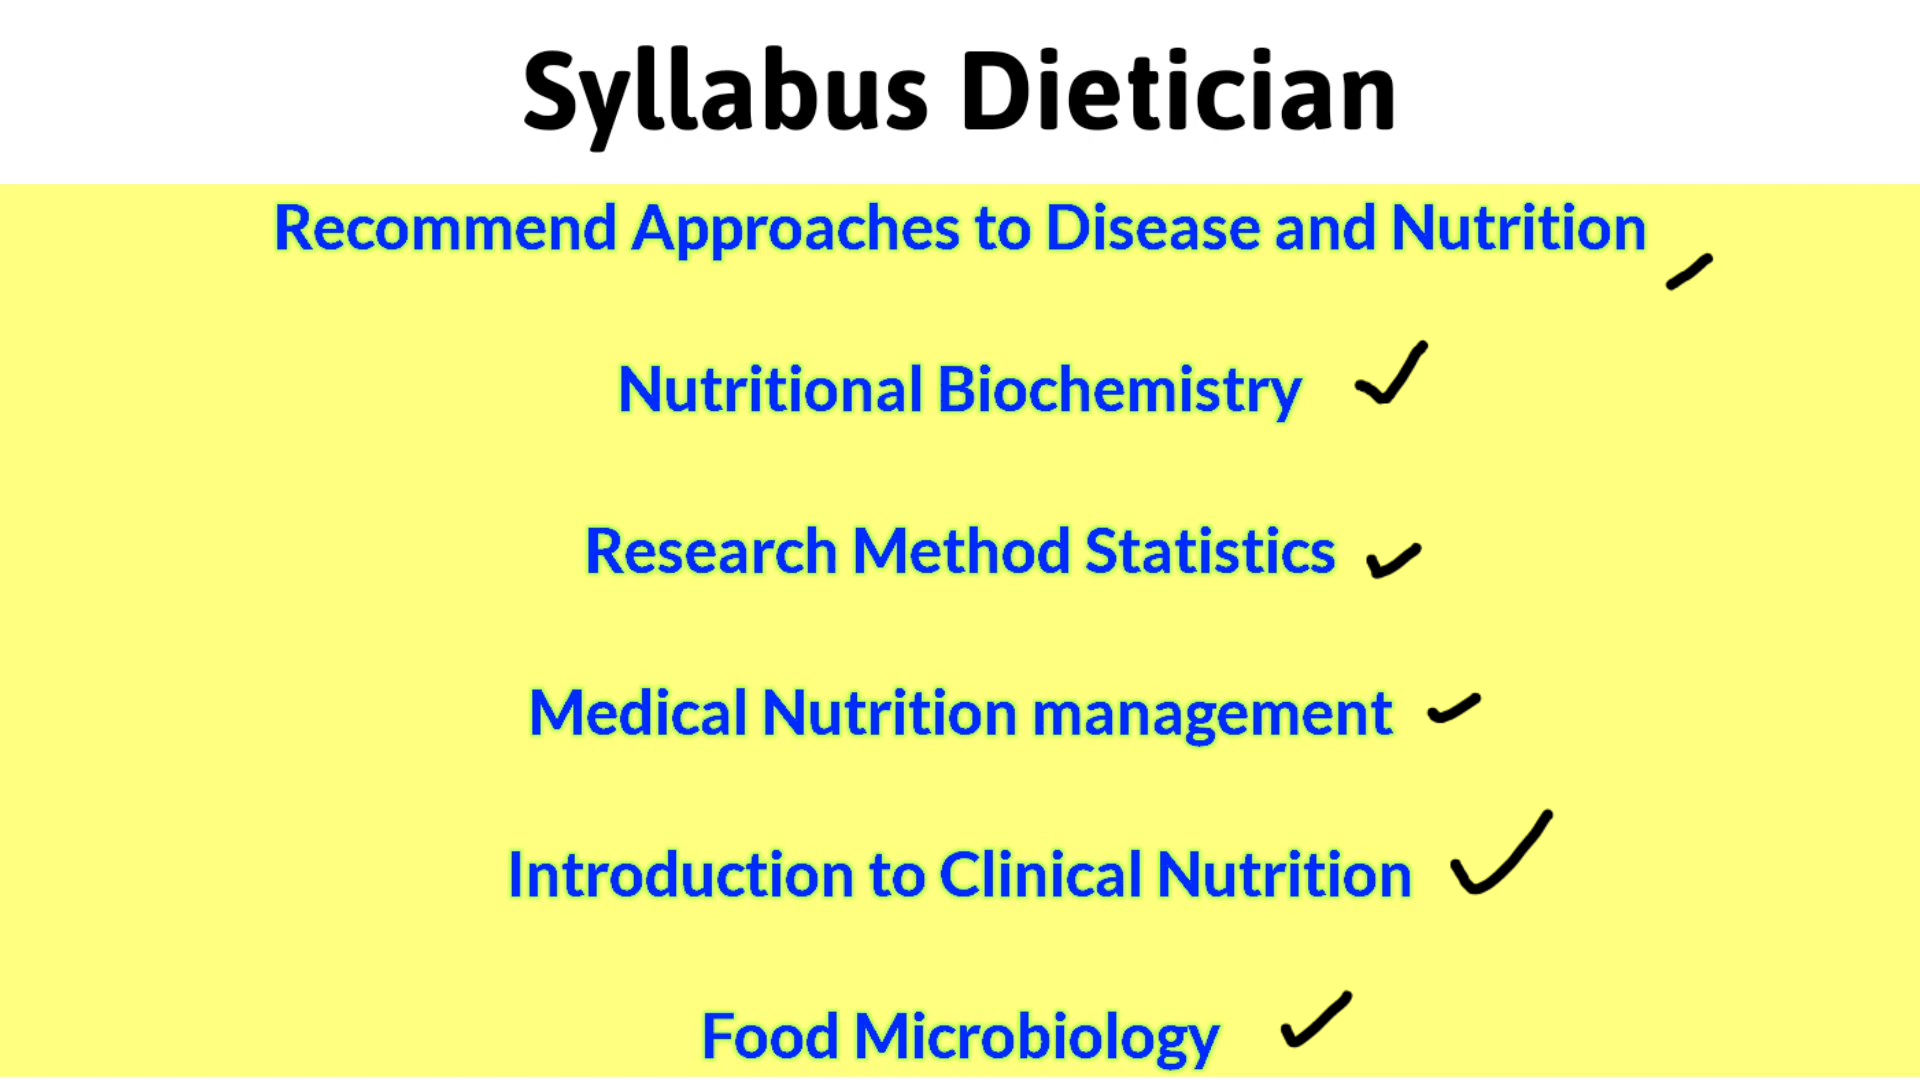 Syllabus Dietician
Recommend Approaches to Disease and Nutrition
Nutritional Biochemistry
Research Method Statistics
Medical Nutrition management
Introduction to Clinical Nutrition
Food Microbiology